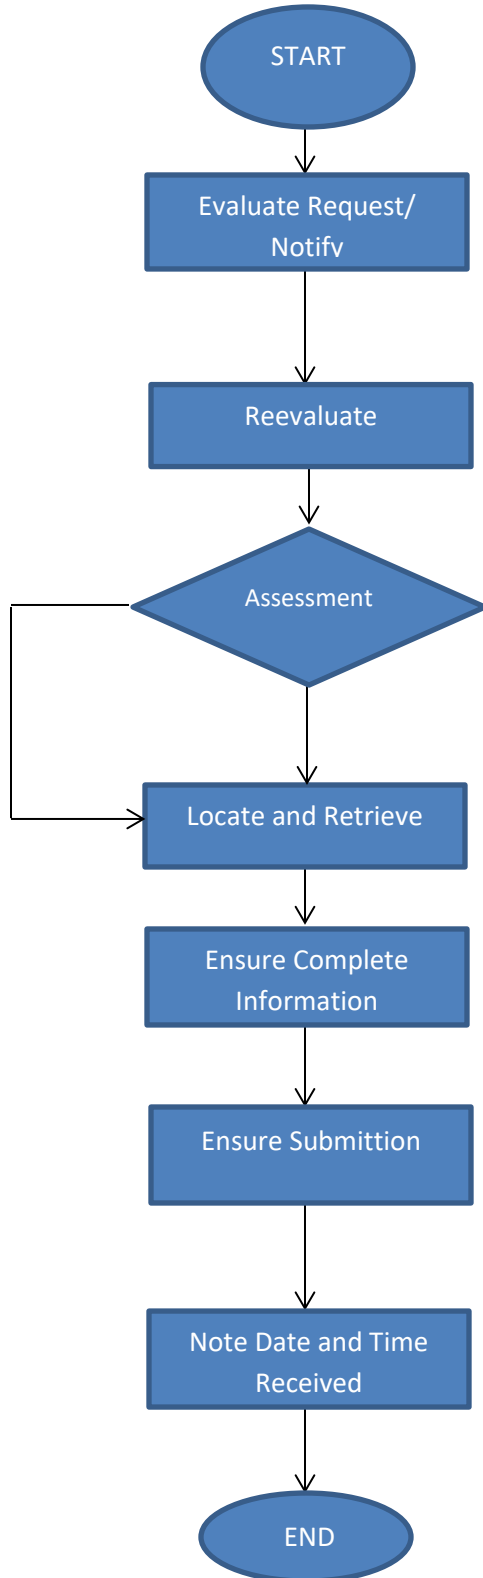 START
Evaluate Request/
Notify
Reevaluate
Assessment
Locate and Retrieve
Ensure Complete
Information
Ensure Submittion
Note Date and Time
Received
END